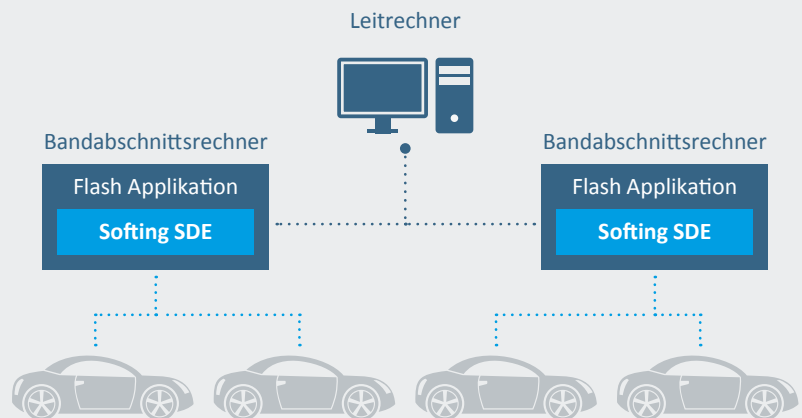 Leitrechner
Bandabschnittsrechner
Flash Applikation
Softing SDE
Bandabschnittsrechner
Flash Applikation
Softing SDE